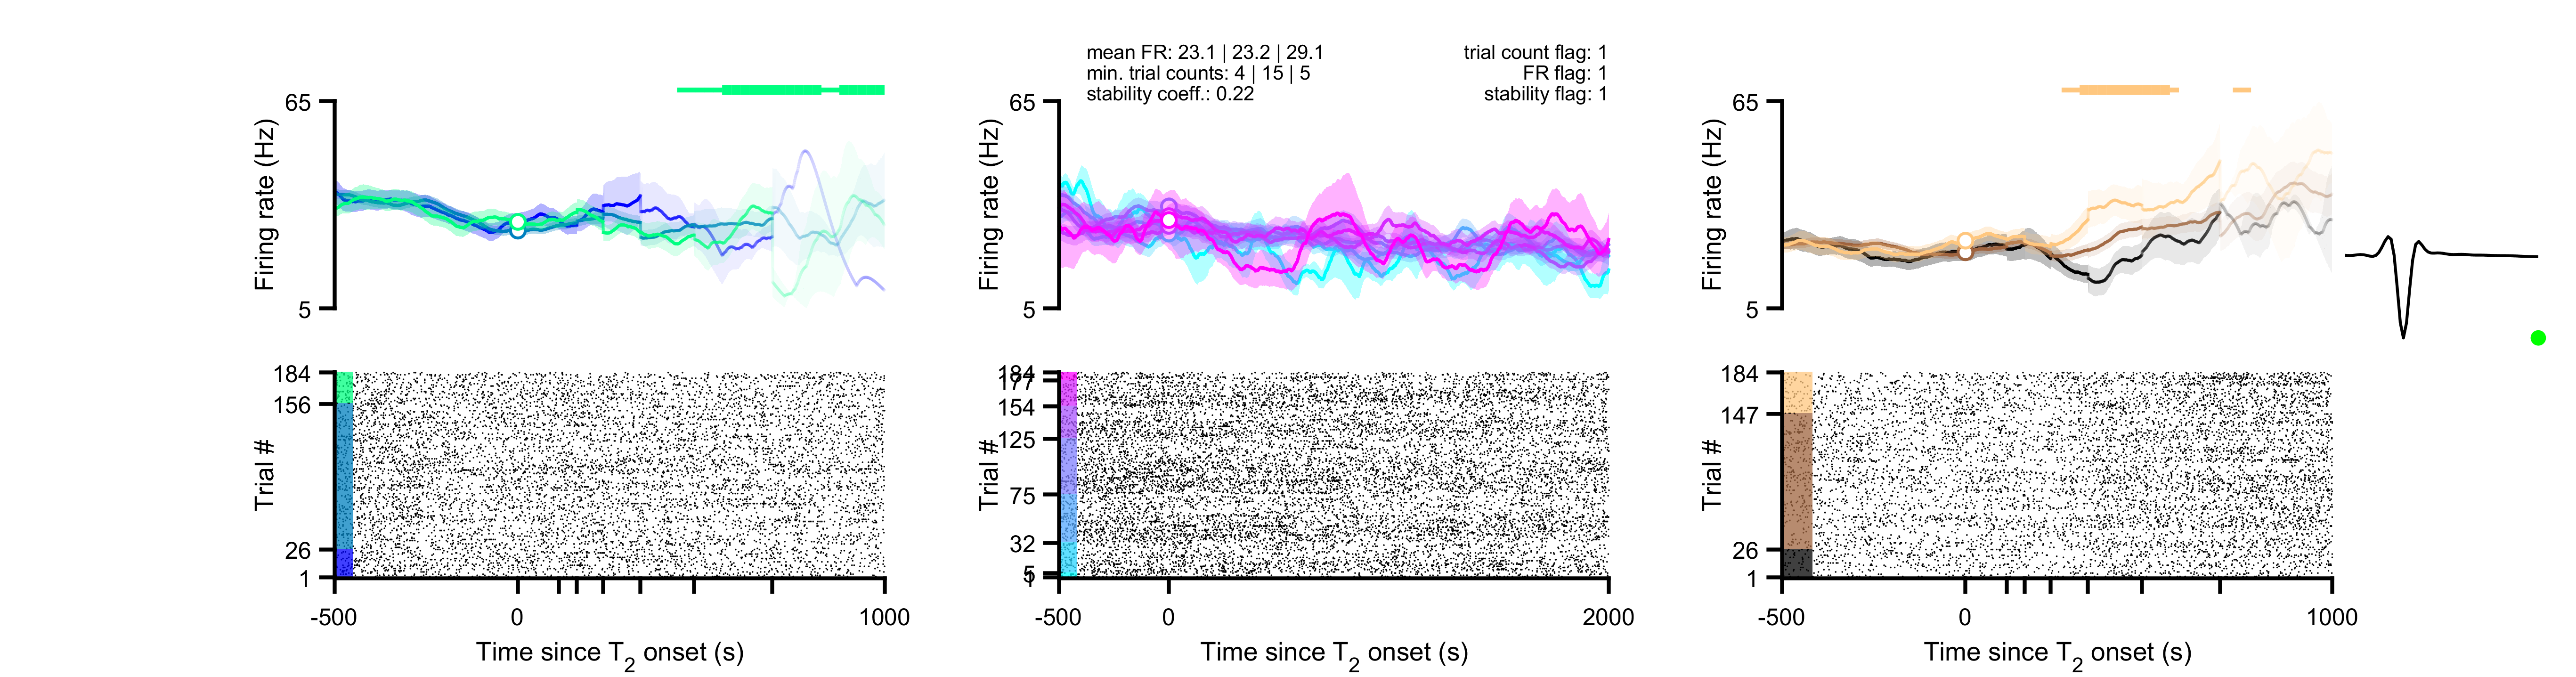 mean FR: 23.1 | 23.2 | 29.1
min. trial counts: 4 | 15 | 5
stability coeff.: 0.22
trial count flag: 1
FR flag: 1
stability flag: 1
65
Firing rate (Hz)
5
65
Firing rate (Hz)
5
65
Firing rate (Hz)
5
184
156
Trial #
26
1
-500
0
1000
Time since T2 onset (s)
184
177
154
125
Trial #
75
32
5
1
-500
0
2000
Time since T2 onset (s)
184
147
Trial #
26
1
-500
0
1000
Time since T2 onset (s)